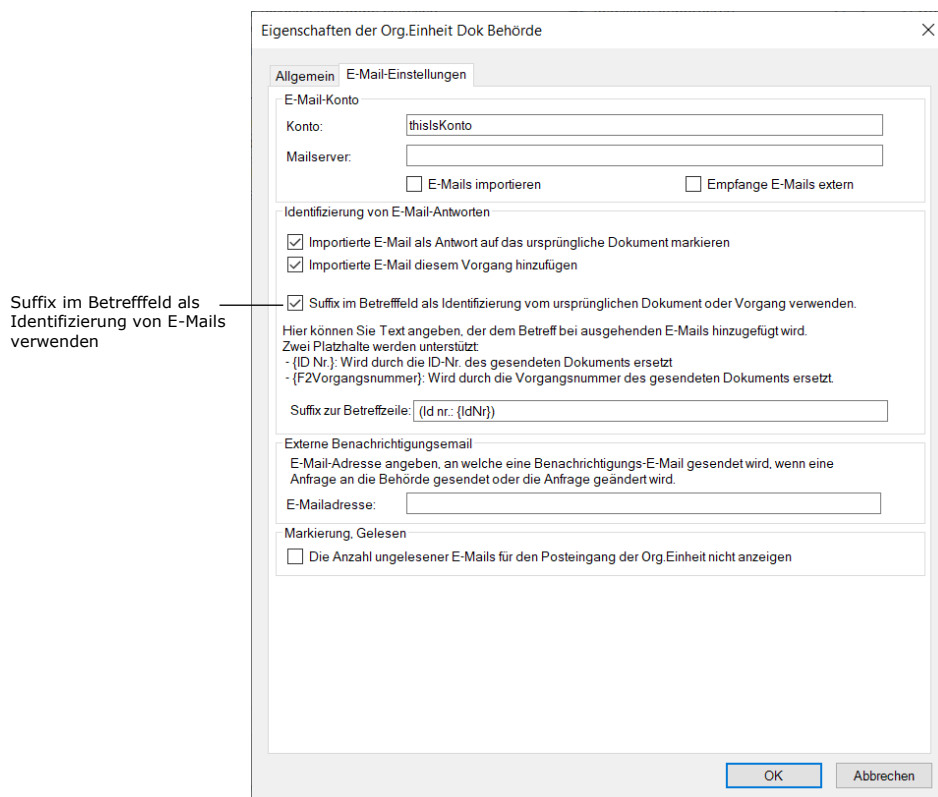 Eigenschaften der Org.Einheit Dok Behörde
Allgemein
E-Mail-Einstellungen
E-Mail-Konto
Konto:
thisIsKonto
Mailserver:
E-Mails importieren
Empfange E-Mails extern
Identifizierung von E-Mail-Antworten
Importierte E-Mail als Antwort auf das ursprüngliche Dokument markieren
Importierte E-Mail diesem Vorgang hinzufügen
Suffix im Betrefffeld als
Identifizierung von E-Mails
verwenden
Suffix im Betrefffeld als Identifizierung vom ursprünglichen Dokument oder Vorgang verwenden.
Hier können Sie Text angeben, der dem Betreff bei ausgehenden E-Mails hinzugefügt wird.
Zwei Platzhalte werden unterstützt:
- {ID Nr.}: Wird durch die ID-Nr. des gesendeten Dokuments ersetzt
- {F2Vorgangsnummer}: Wird durch die Vorgangsnummer des gesendeten Dokuments ersetzt.
Suffix zur Betreffzeile: (Id nr.: {IdNr})
Externe Benachrichtigungsemail
E-Mail-Adresse angeben, an welche eine Benachrichtigungs-E-Mail gesendet wird, wenn eine
Anfrage an die Behörde gesendet oder die Anfrage geändert wird.
E-Mailadresse:
Markierung, Gelesen
Die Anzahl ungelesener E-Mails für den Posteingang der Org.Einheit nicht anzeigen
OK
Abbrechen